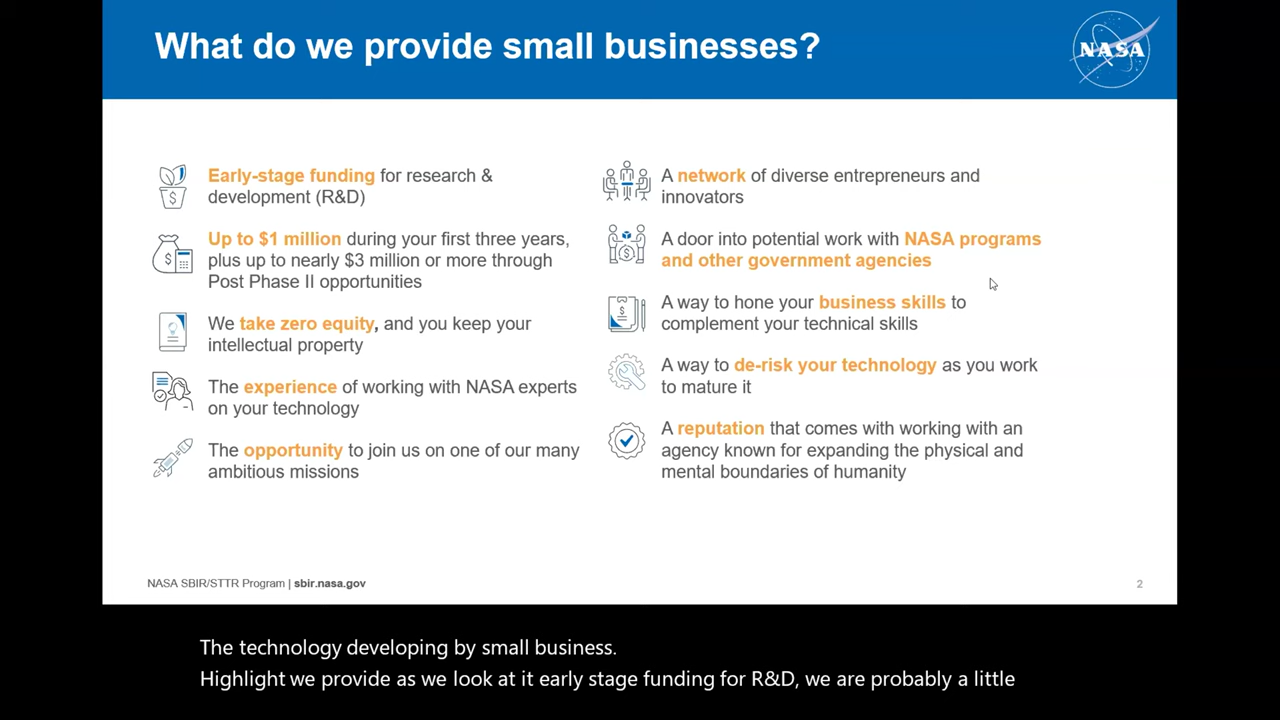 What do we provide small businesses?
NASA
Early-stage funding for research &
development (R&D)
Up to $1 million during your first three years,
plus up to nearly $3 million or more through
Post Phase II opportunities
We take zero equity, and you keep your
intellectual property
The experience of working with NASA experts
on your technology
The opportunity to join us on one of our many
ambitious missions
A network of diverse entrepreneurs and
innovators
A door into potential work with NASA programs
and other government agencies
A way to hone your business skills to
complement your technical skills
A way to de-risk your technology as you work
to mature it
A reputation that comes with working with an
agency known for expanding the physical and
mental boundaries of humanity
NASA SBIR/STTR Program | sbir.nasa.gov
2
The technology developing by small business.
Highlight we provide as we look at it early stage funding for R&D, we are probably a little